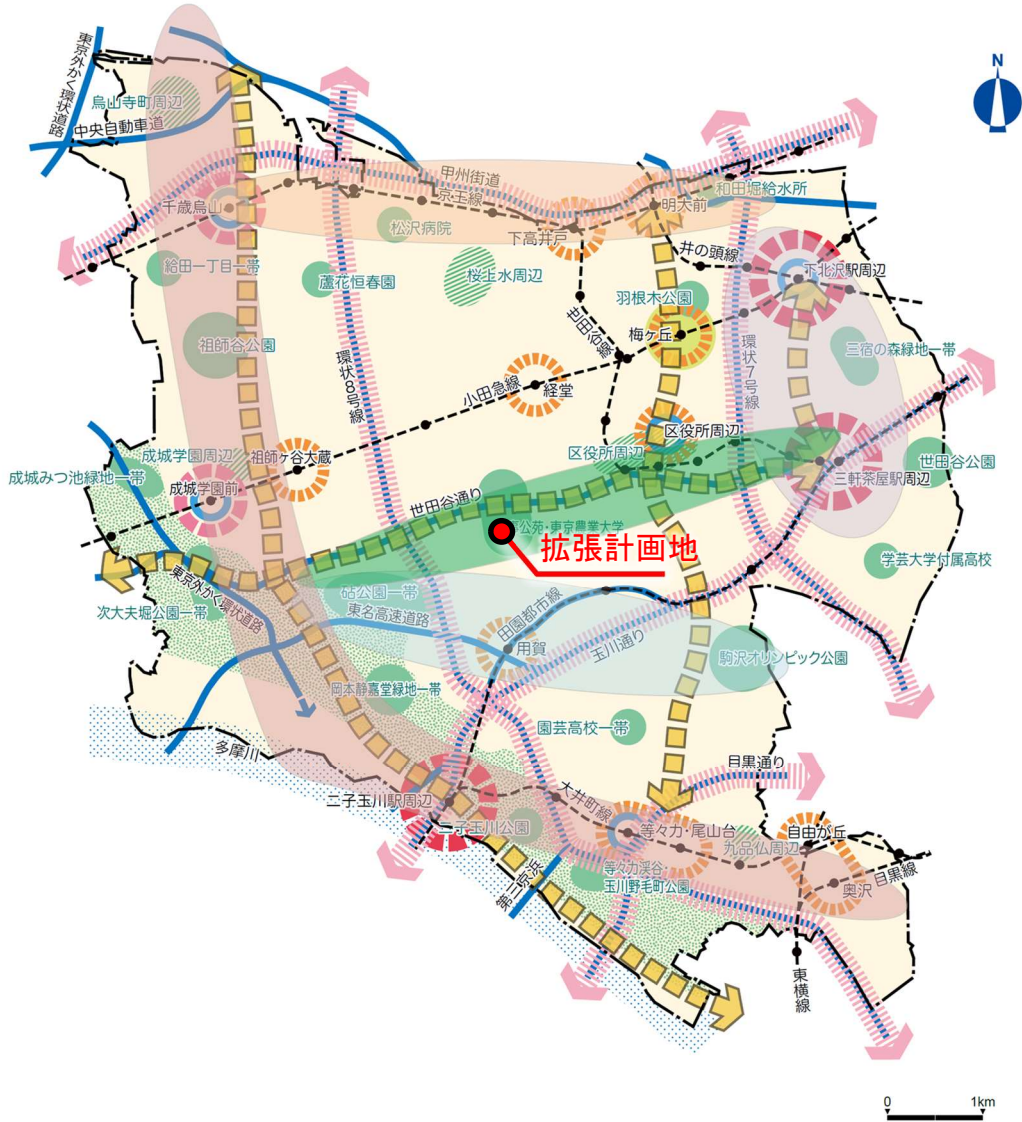 N
東京外かく環状道路
烏山寺町周辺
中央自動車道
甲州街道
京王線
和田堀給水所
千歳烏山
松沢病院
下高井戸
明大前
井の頭線
給田一丁目一帯
蘆花恒春園
桜上水周辺
下北沢駅周辺
羽根木公園
世田谷線
梅ヶ丘
祖師谷公園
環状8号線
環状7号線
三宿の森緑地一帯
小田急線
経堂
区役所周辺
区役所周辺
成城学園周辺
祖師ヶ谷大蔵
成城みつ池緑地一帯
成城学園前
世田谷通り
世田谷公園
三軒茶屋駅周辺
公苑・東京農業大学
拡張計画地
学芸大学付属高校
東京外かく環状道路
砧公園一帯
次大夫堀公園一帯
東名高速道路
田園都市線
用賀
玉川通り
駒沢オリンピック公園
岡本静嘉堂緑地一帯
園芸高校一帯
多摩川
目黒通り
二子玉川駅周辺
大井町線
二子玉川公園
等々力・尾山台
自由が丘
九品仏周辺
等々力渓谷・
玉川野毛町公園
目黒線
奥沢
第三京浜
東横線
0 1km